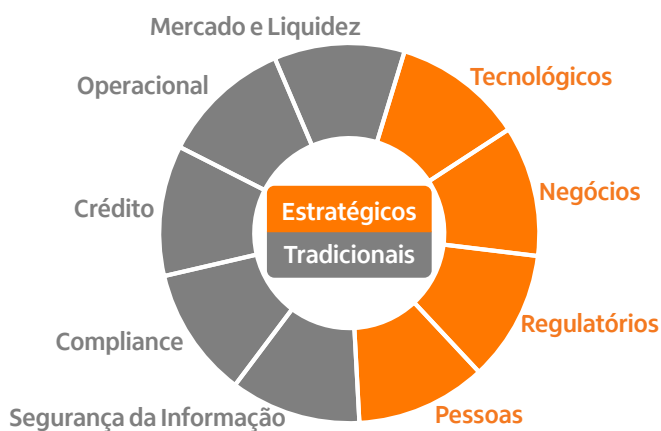 Mercado e Liquidez
Tecnológicos
Operacional
Negócios
Crédito
Estratégicos
Tradicionais
Regulatórios
Compliance
Pessoas
Segurança da Informação